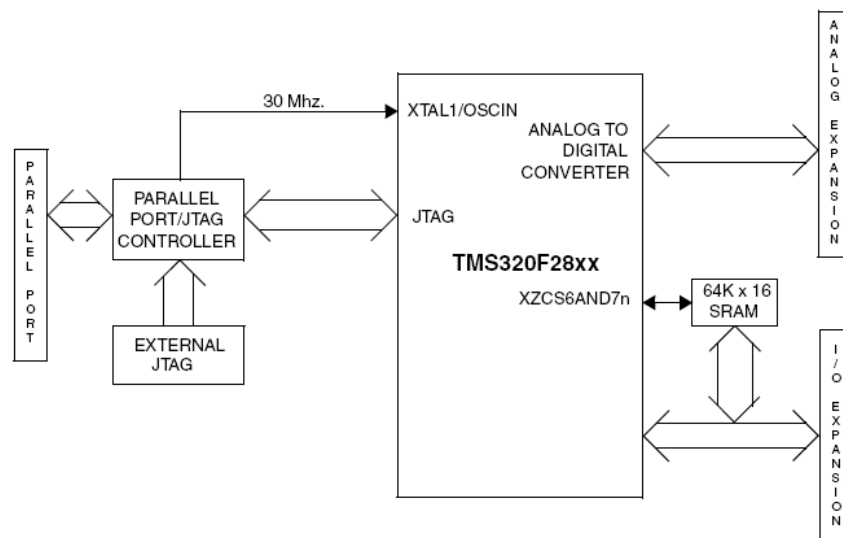 30 Mhz.
XTAL1/OSCIN
ANALOG TO
DIGITAL
CONVERTER
ANALOG EXPANSION
PARALLEL PORT
PARALLEL
PORT/JTAG
CONTROLLER
JTAG
TMS320F28xx
XZCS6AND7n
64K x 16
SRAM
EXTERNAL
JTAG
I/O EXPANSION